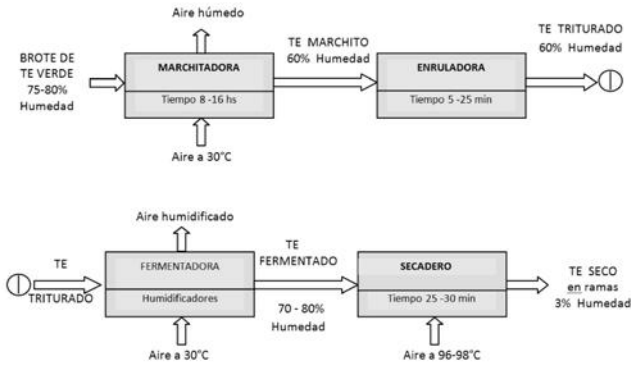 Aire húmedo
BROTE DE
TE VERDE
75-80%
Humedad
MARCHITADORA
Tiempo 8 -16 hs
Aire a 30°C
TE MARCHITO
60% Humedad
ENRULADORA
Tiempo 5 -25 min
TE TRITURADO
60% Humedad
Aire humidificado
TE
TRITURADO
FERMENTADORA
Humidificadores
Aire a 30°C
TE
FERMENTADO
70 - 80%
Humedad
SECADERO
Tiempo 25 -30 min
Aire a 96-98°C
TE SECO
en ramas
3% Humedad